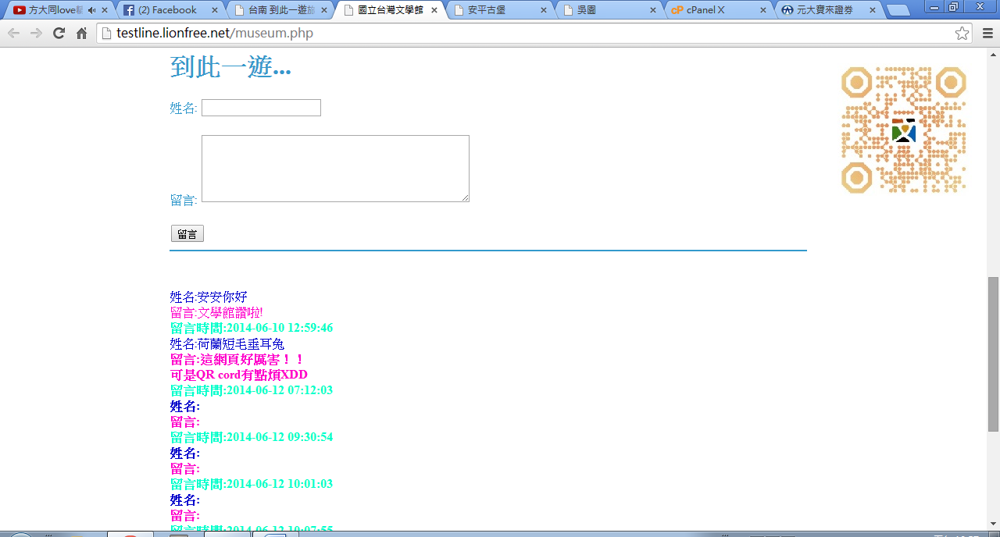 方大同love
(2) Facebook
台南 到此一遊
國立台灣文學館
安平古堡
吳園
cPanel X
元大寶來證券
testline.lionfree.net/museum.php
到此一遊...
姓名:
留言:
留言
姓名:安安你好
留言:文學館讚啦!
留言時間:2014-06-10 12:59:46
姓名:荷蘭短毛垂耳兔
留言:這網頁好厲害！！
可是QR cord有點煩XDD
留言時間:2014-06-12 07:12:03
姓名:
留言:
留言時間:2014-06-12 09:30:54
姓名:
留言:
留言時間:2014-06-12 10:01:03
姓名:
留言:
留言時間:2014-06-12 10:07:55